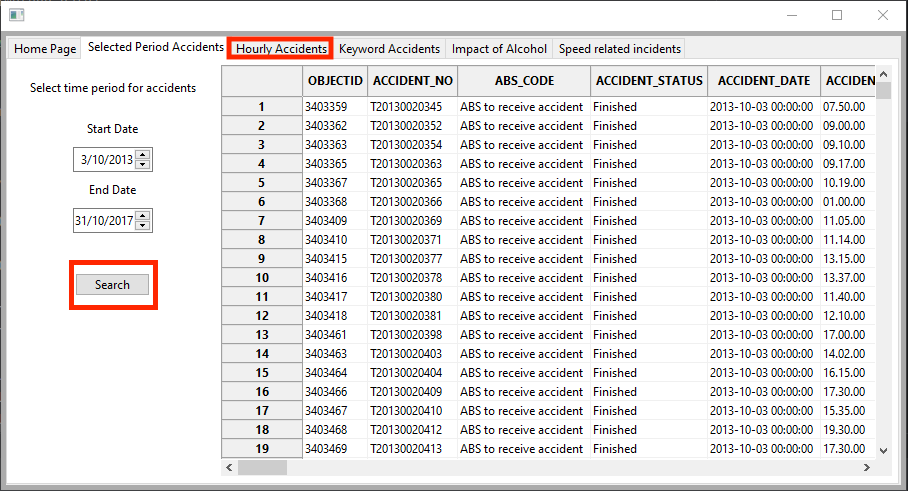 Home Page Selected Period Accidents Hourly Accidents Keyword Accidents Impact of Alcohol Speed related incidents
Select time period for accidents
Start Date
3/10/2013
End Date
31/10/2017
Search
OBJECTID ACCIDENT_NO ABS_CODE ACCIDENT_STATUS ACCIDENT_DATE ACCIDEN
1 3403359 T20130020345 ABS to receive accident Finished 2013-10-03 00:00:00 07.50.00
2 3403362 T20130020352 ABS to receive accident Finished 2013-10-03 00:00:00 09.00.00
3 3403363 T20130020354 ABS to receive accident Finished 2013-10-03 00:00:00 09.10.00
4 3403365 T20130020363 ABS to receive accident Finished 2013-10-03 00:00:00 09.17.00
5 3403367 T20130020365 ABS to receive accident Finished 2013-10-03 00:00:00 10.19.00
6 3403368 T20130020366 ABS to receive accident Finished 2013-10-03 00:00:00 01.00.00
7 3403409 T20130020369 ABS to receive accident Finished 2013-10-03 00:00:00 11.05.00
8 3403410 T20130020371 ABS to receive accident Finished 2013-10-03 00:00:00 11.14.00
9 3403415 T20130020377 ABS to receive accident Finished 2013-10-03 00:00:00 13.15.00
10 3403416 T20130020378 ABS to receive accident Finished 2013-10-03 00:00:00 13.37.00
11 3403417 T20130020380 ABS to receive accident Finished 2013-10-03 00:00:00 11.40.00
12 3403418 T20130020381 ABS to receive accident Finished 2013-10-03 00:00:00 12.10.00
13 3403461 T20130020398 ABS to receive accident Finished 2013-10-03 00:00:00 17.00.00
14 3403463 T20130020403 ABS to receive accident Finished 2013-10-03 00:00:00 14.02.00
15 3403464 T20130020404 ABS to receive accident Finished 2013-10-03 00:00:00 16.15.00
16 3403466 T20130020409 ABS to receive accident Finished 2013-10-03 00:00:00 17.30.00
17 3403467 T20130020410 ABS to receive accident Finished 2013-10-03 00:00:00 15.35.00
18 3403468 T20130020412 ABS to receive accident Finished 2013-10-03 00:00:00 19.30.00
19 3403469 T20130020413 ABS to receive accident Finished 2013-10-03 00:00:00 17.30.00